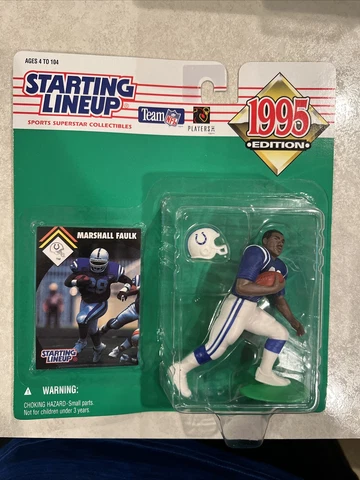 AGES 4 TO 104
STARTING
LINEUP
SPORTS SUPERSTAR COLLECTIBLES
Team NFL
PLAYERS INC
1995
EDITION
MARSHALL FAULK
STARTING
LINEUP
WARNING:
CHOKING HAZARD-Small parts.
Not for children under 3 years.